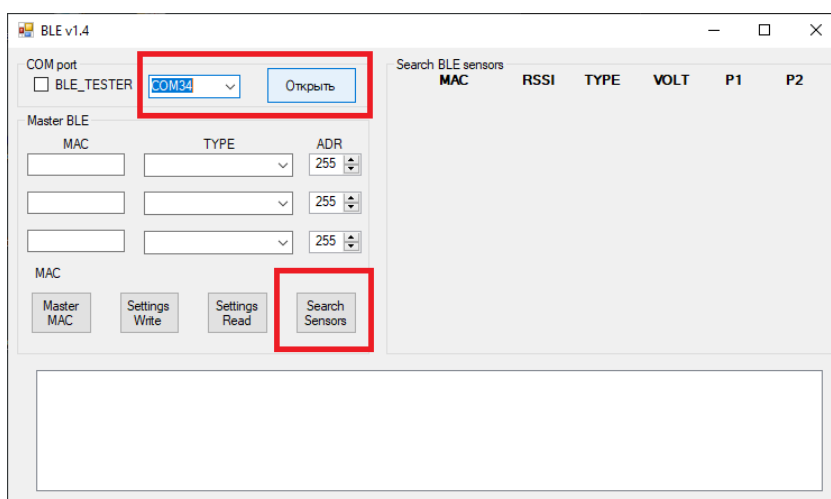 BLE v1.4
COM port
BLE_TESTER COM34 Открыть
Master BLE
MAC TYPE ADR
255
255
255
MAC
Master MAC
Settings Write
Settings Read
Search Sensors
Search BLE sensors
MAC RSSI TYPE VOLT P1 P2